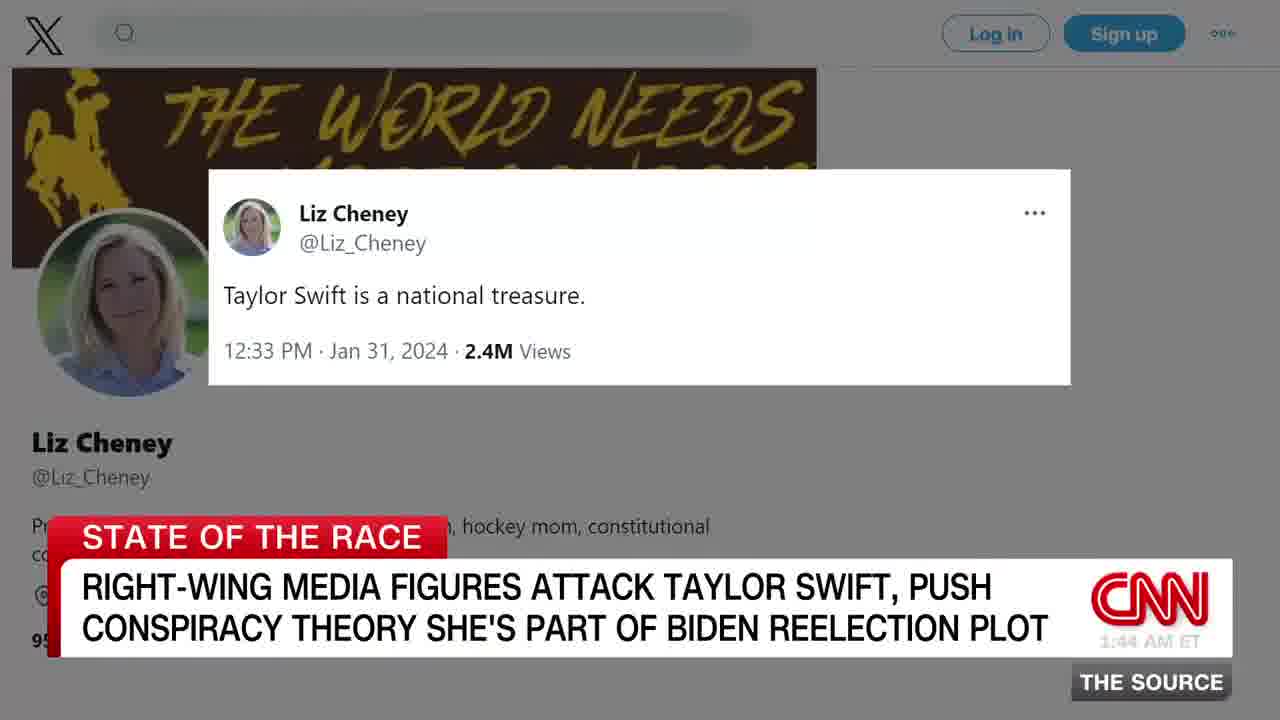 X
Log in
Sign up
THE WORLD NEEDS
Liz Cheney
@Liz_Cheney
Taylor Swift is a national treasure.
12:33 PM · Jan 31, 2024 · 2.4M Views
Liz Cheney
@Liz_Cheney
hockey mom, constitutional
STATE OF THE RACE
RIGHT-WING MEDIA FIGURES ATTACK TAYLOR SWIFT, PUSH
CONSPIRACY THEORY SHE'S PART OF BIDEN REELECTION PLOT
CNN
1:44 AM ET
THE SOURCE